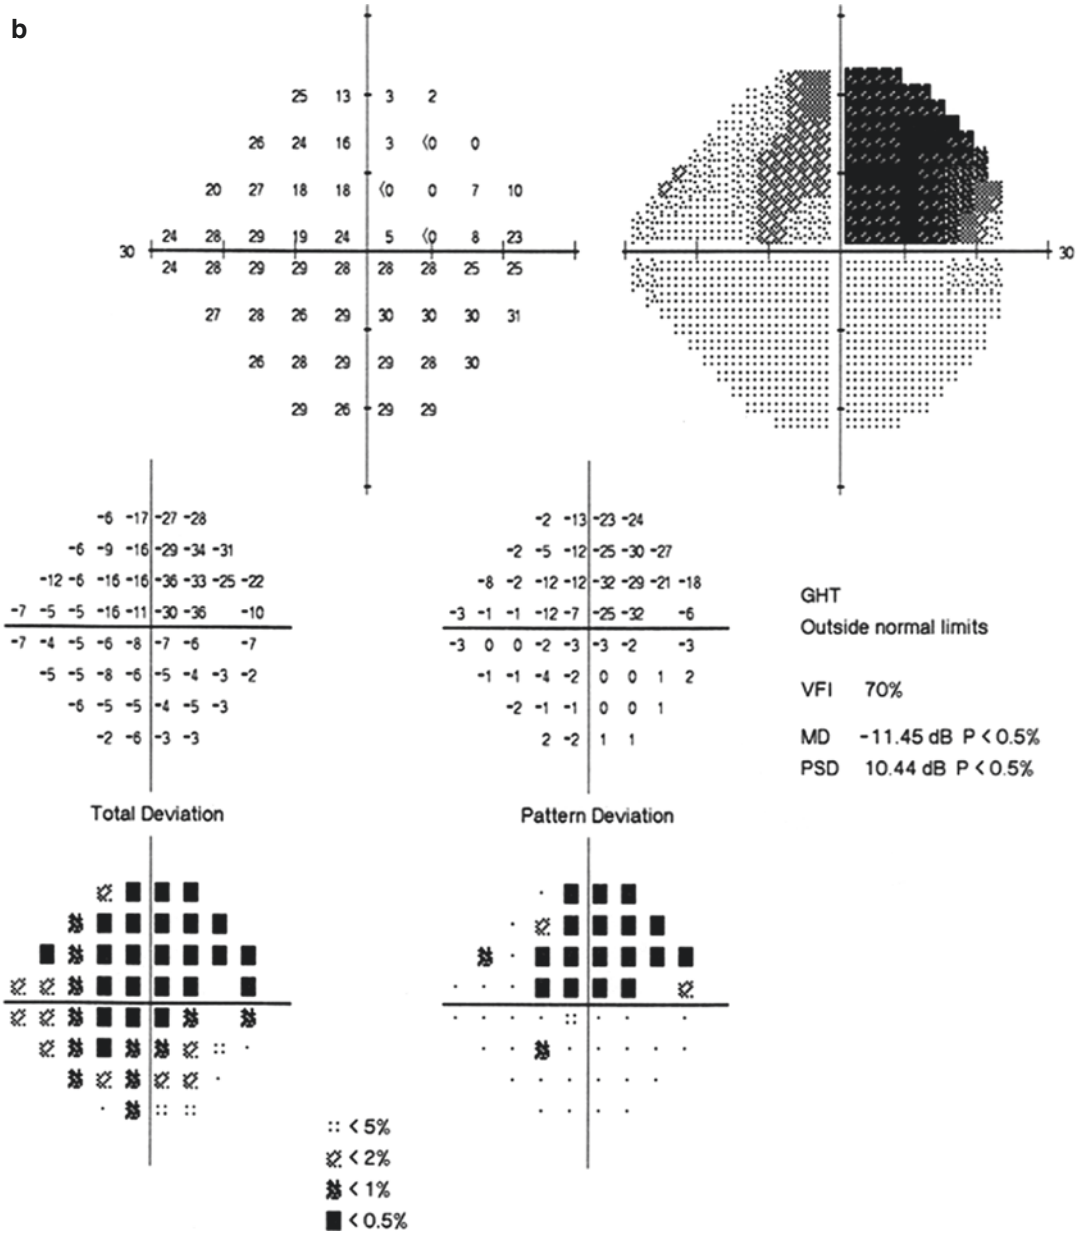 b
25 13 3 2
26 24 16 3 <0 0
20 27 18 18 <0 0 7 10
24 28 29 19 24 5 <0 8 23
30
30
24 28 29 29 28 28 28 25 25
27 28 26 29 30 30 30 31
26 28 29 29 28 30
29 26 29 29
-6 -17 -27 -28
-6 -9 -16 -29 -34 -31
-12 -6 -16 -16 -36 -33 -25 -22
-7 -5 -5 -16 -11 -30 -36 -10
-7 -4 -5 -6 -8 -7 -6 -7
-5 -5 -8 -6 -5 -4 -3 -2
-6 -5 -5 -4 -5 -3
-2 -6 -3 -3
Total Deviation
-2 -13 -23 -24
-2 -5 -12 -25 -30 -27
-8 -2 -12 -12 -32 -29 -21 -18
-3 -1 -1 -12 -7 -25 -32 -6
-3 0 0 -2 -3 -3 -2 -3
-1 -1 -4 -2 0 0 1 2
-2 -1 -1 0 0 1
2 -2 1 1
Pattern Deviation
GHT
Outside normal limits
VFI 70%
MD -11.45 dB P < 0.5%
PSD 10.44 dB P < 0.5%
< 5%
< 2%
< 1%
< 0.5%